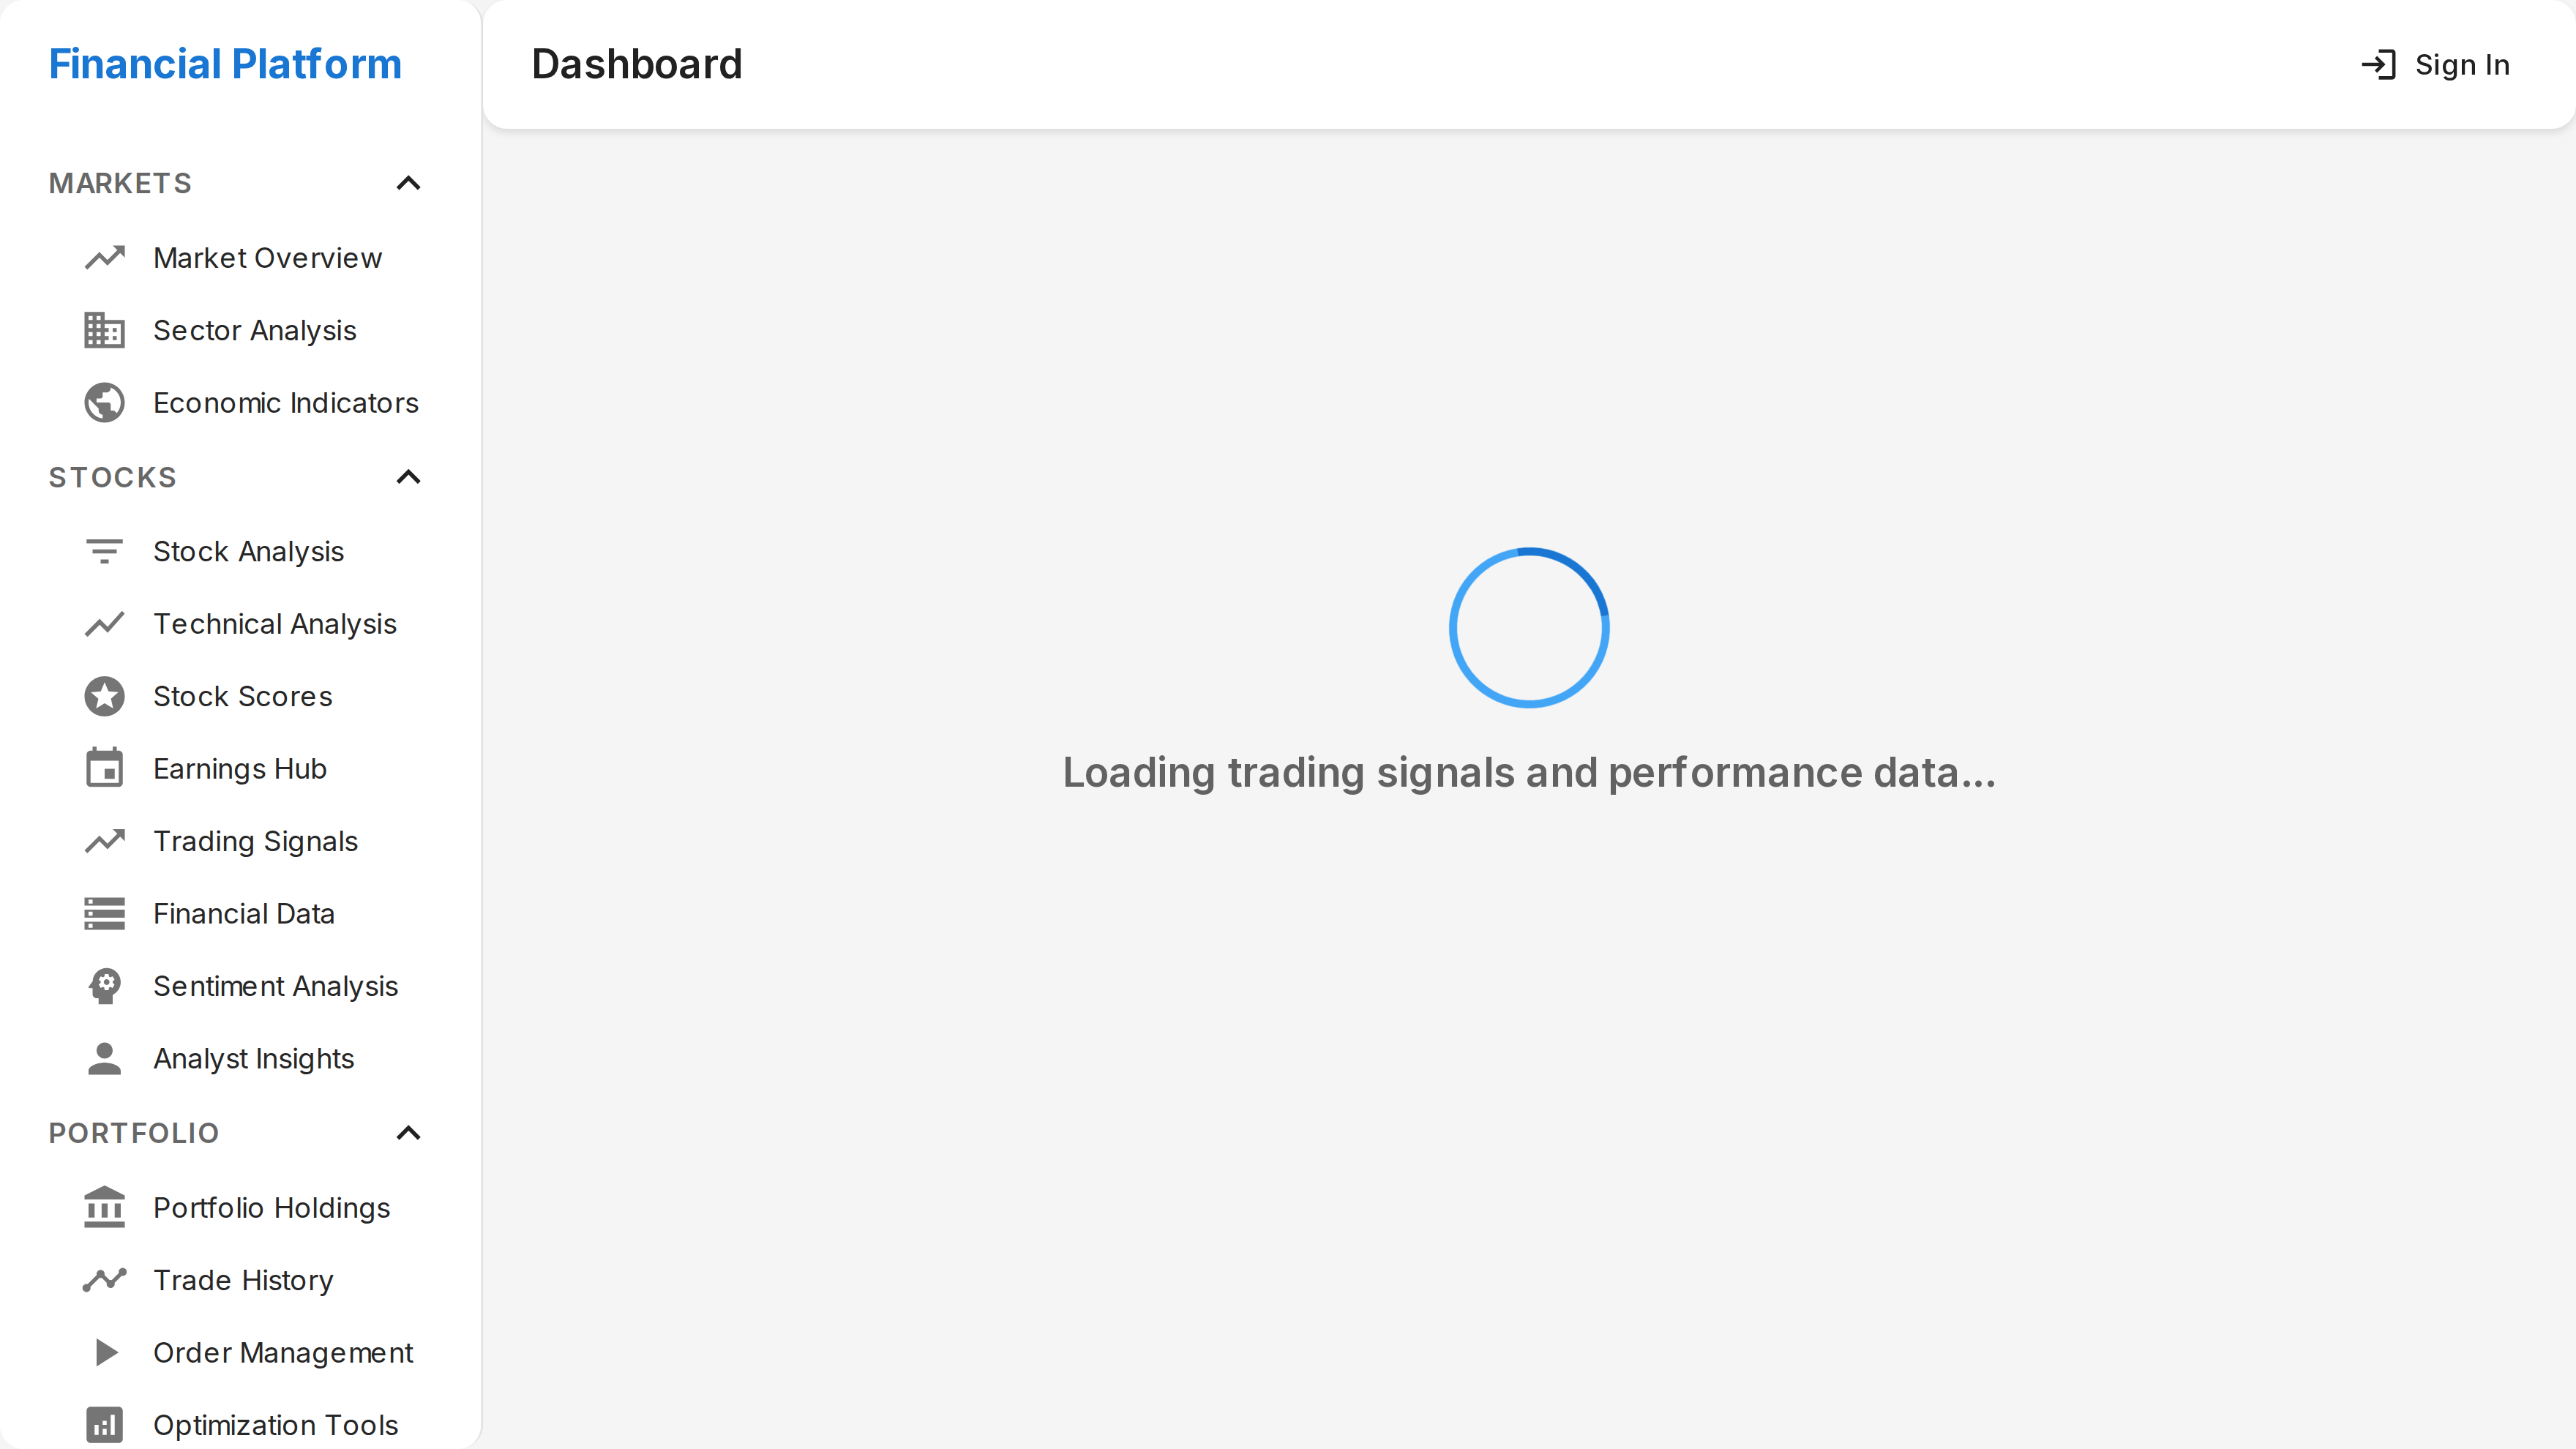 Financial Platform
Dashboard
Sign In
MARKETS
Market Overview
Sector Analysis
Economic Indicators
STOCKS
Stock Analysis
Technical Analysis
Stock Scores
Earnings Hub
Trading Signals
Financial Data
Sentiment Analysis
Analyst Insights
PORTFOLIO
Portfolio Holdings
Trade History
Order Management
Optimization Tools
Loading trading signals and performance data...